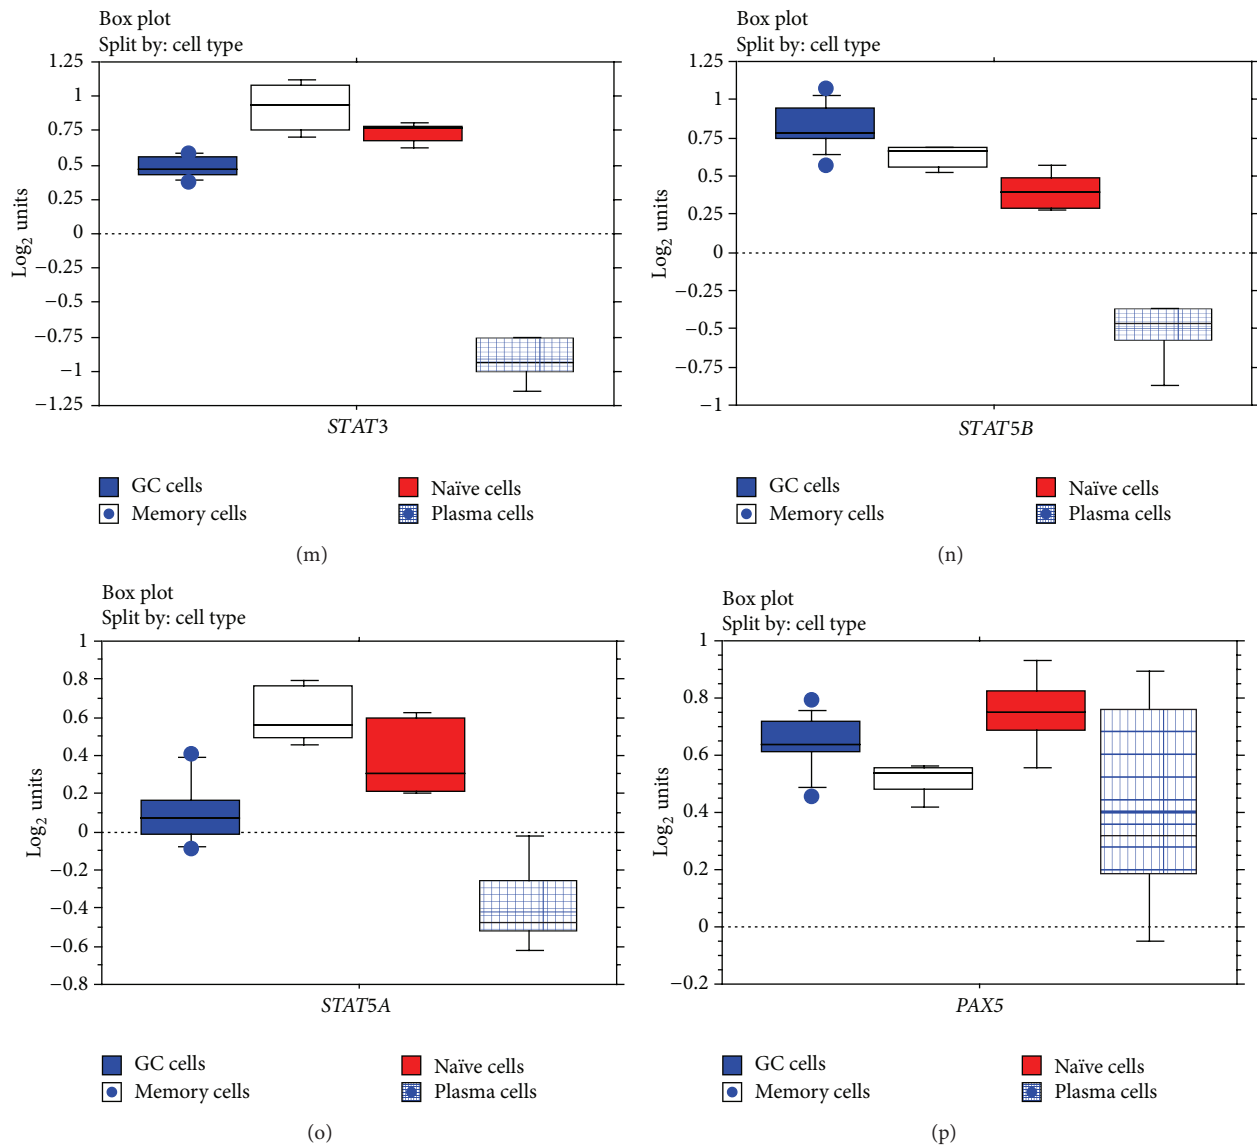 Box plot
Split by: cell type
1.25
1
0.75
0.5
0.25
0
−0.25
−0.5
−0.75
−1
−1.25
Log2 units
STAT3
GC cells
Naïve cells
Memory cells
Plasma cells
(m)
Box plot
Split by: cell type
1.25
1
0.75
0.5
0.25
0
−0.25
−0.5
−0.75
−1
Log2 units
STAT5B
GC cells
Naïve cells
Memory cells
Plasma cells
(n)
Box plot
Split by: cell type
1
0.8
0.6
0.4
0.2
0
−0.2
−0.4
−0.6
−0.8
Log2 units
STAT5A
GC cells
Naïve cells
Memory cells
Plasma cells
(o)
Box plot
Split by: cell type
1
0.8
0.6
0.4
0.2
0
−0.2
Log2 units
PAX5
GC cells
Naïve cells
Memory cells
Plasma cells
(p)